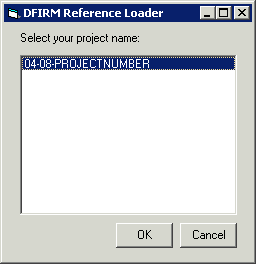 DFIRM Reference Loader
Select your project name:
04-08-PROJECTNUMBER
OK
Cancel